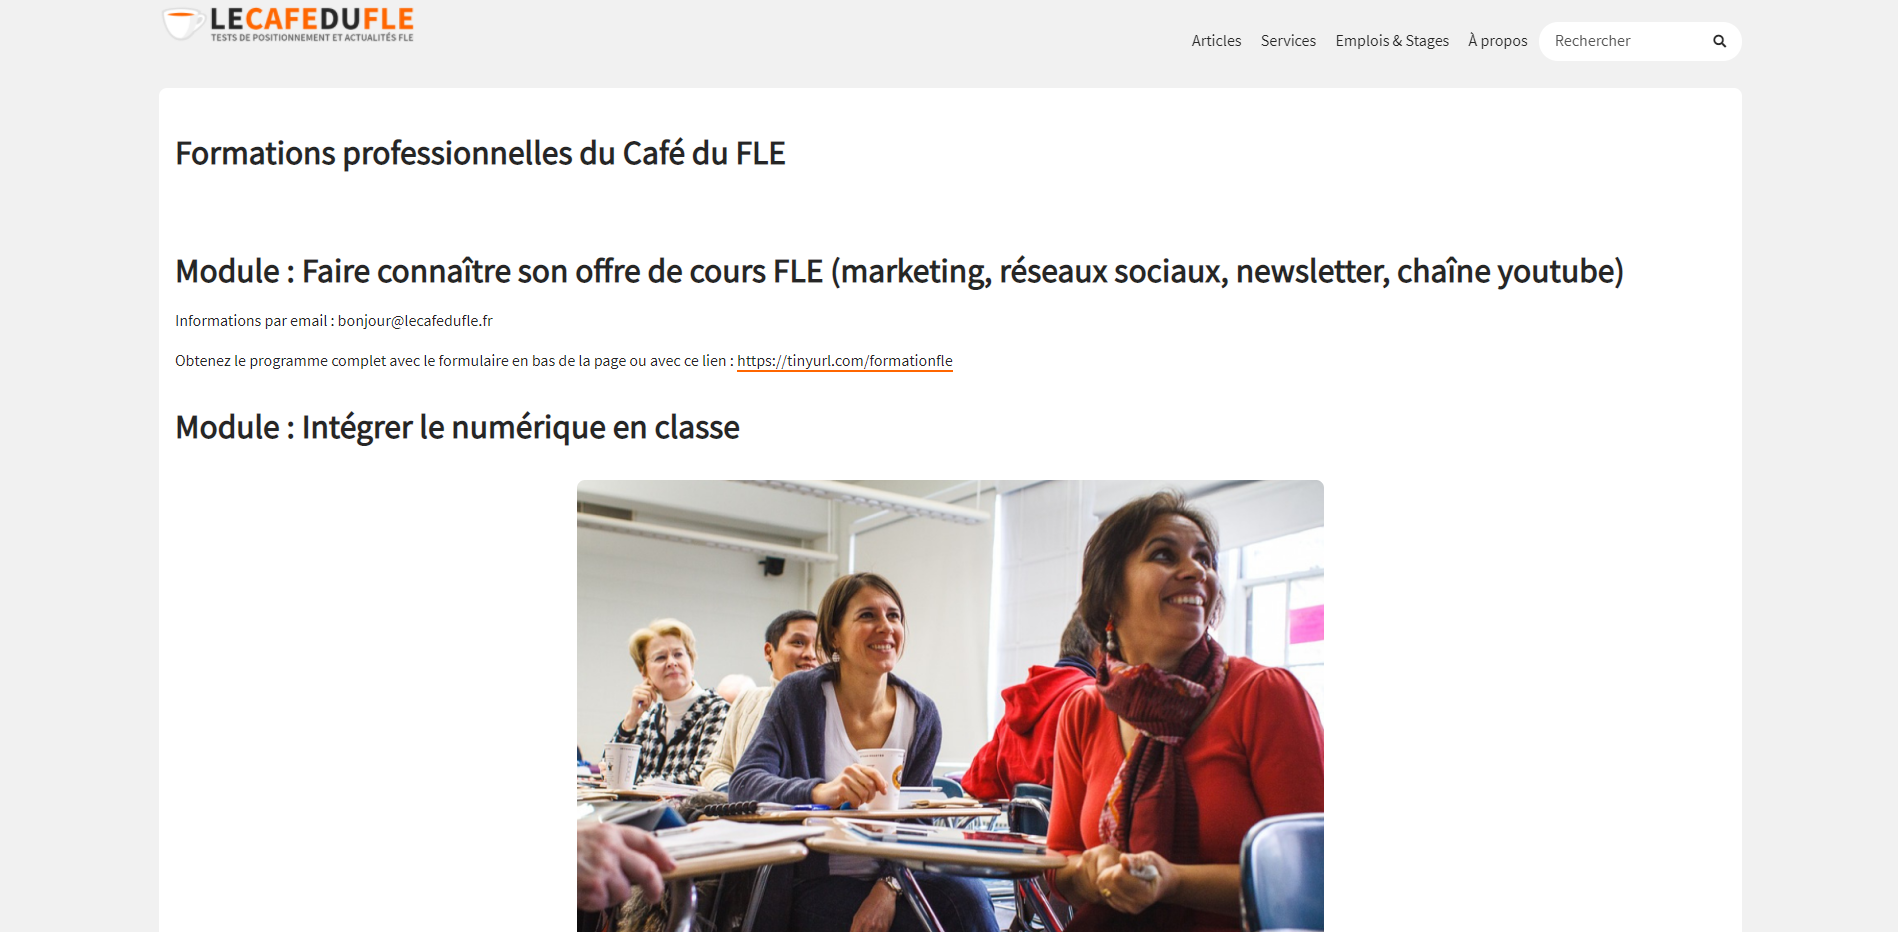 LECAFEDUFLE
TESTS DE POSITIONNEMENT ET ACTUALITÉS FLE
Articles Services Emplois & Stages À propos Rechercher
Formations professionnelles du Café du FLE
Module : Faire connaître son offre de cours FLE (marketing, réseaux sociaux, newsletter, chaîne youtube)
Informations par email : bonjour@lecafedufle.fr
Obtenez le programme complet avec le formulaire en bas de la page ou avec ce lien : https://tinyurl.com/formationfle
Module : Intégrer le numérique en classe